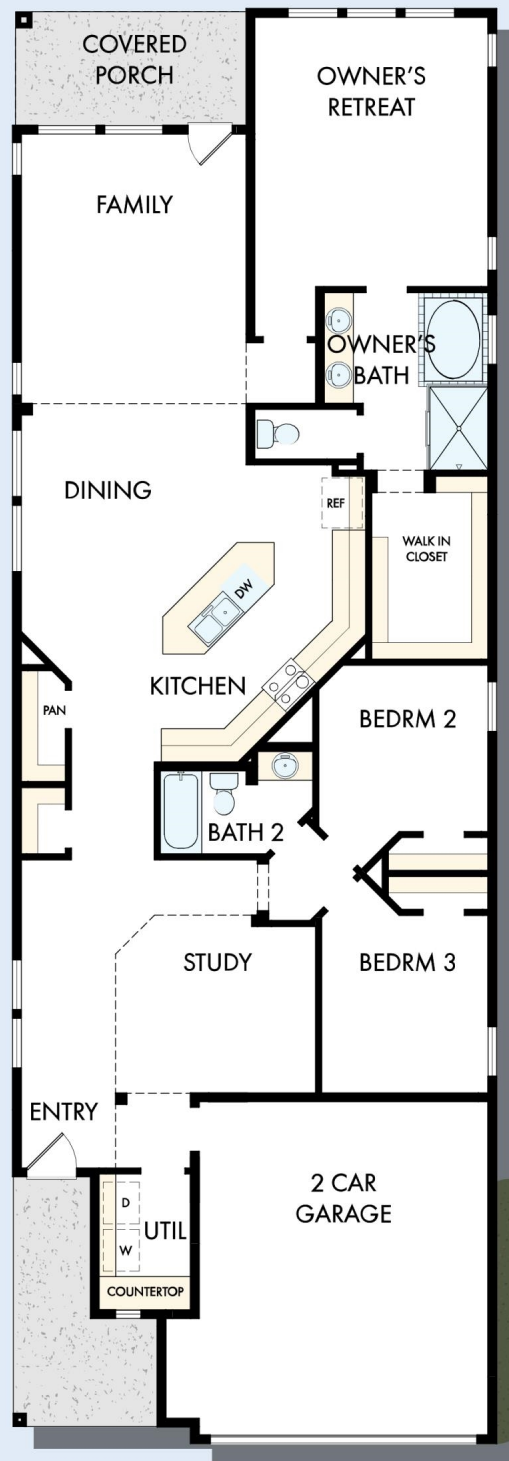 COVERED
PORCH
OWNER'S
RETREAT
FAMILY
OWNER'S
BATH
DINING
REF
WALK IN
CLOSET
DW
KITCHEN
PAN
BEDRM 2
BATH 2
STUDY
BEDRM 3
ENTRY
2 CAR
GARAGE
D
UTIL
W
COUNTERTOP